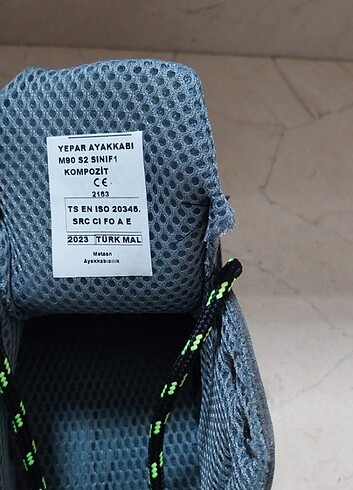 YEPAR AYAKKABI
M90 S2 SINIF1
KOMPOZİT
CE
2163
TS EN ISO 20345.
SRC CI FO A E
2023 TÜRK MAL
Metsan
Ayakkabıcılık